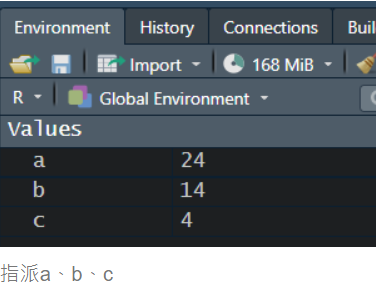 Environment History Connections Buil
Import 168 MiB
R Global Environment
Values
a 24
b 14
c 4
指派a、b、c